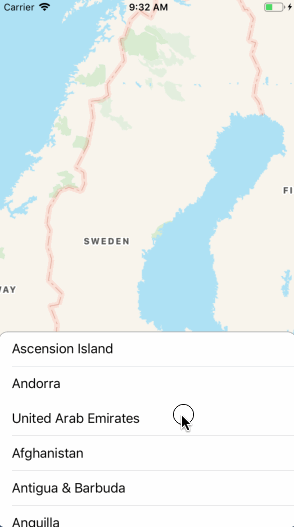 Carrier 9:32 AM
SWEDEN
FI
AY
Ascension Island
Andorra
United Arab Emirates
Afghanistan
Antigua & Barbuda
Anguilla